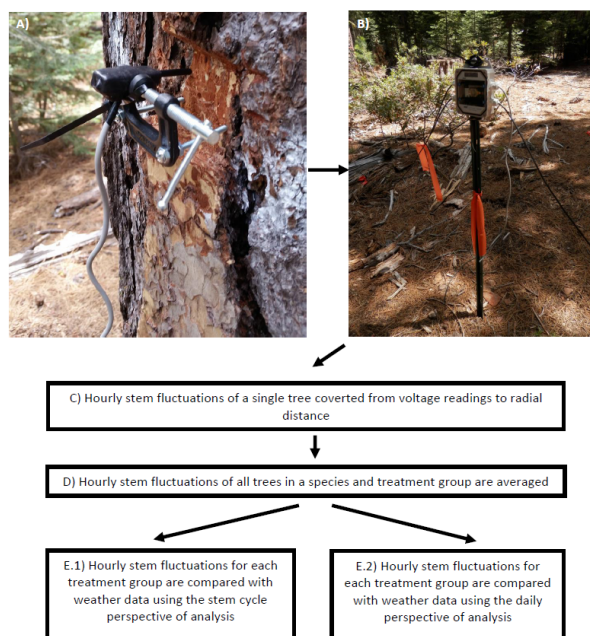 A)
B)
C) Hourly stem fluctuations of a single tree coverted from voltage readings to radial
distance
D) Hourly stem fluctuations of all trees in a species and treatment group are averaged
E.1) Hourly stem fluctuations for each
treatment group are compared with
weather data using the stem cycle
perspective of analysis
E.2) Hourly stem fluctuations for
each treatment group are compared
with weather data using the daily
perspective of analysis